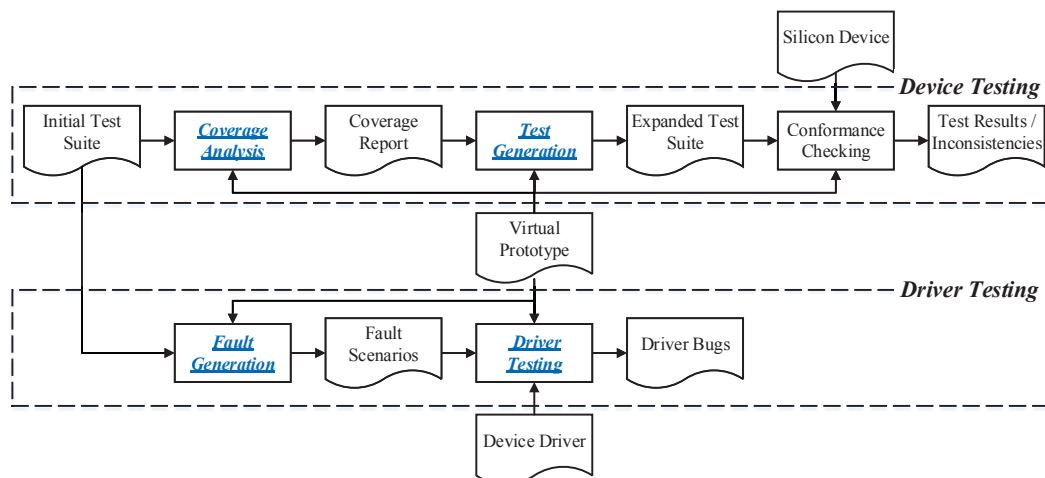 Silicon Device
Device Testing
Initial Test
Suite
Coverage
Analysis
Coverage
Report
Test
Generation
Expanded Test
Suite
Conformance
Checking
Test Results /
Inconsistencies
Virtual
Prototype
Driver Testing
Fault
Generation
Fault
Scenarios
Driver
Testing
Driver Bugs
Device Driver